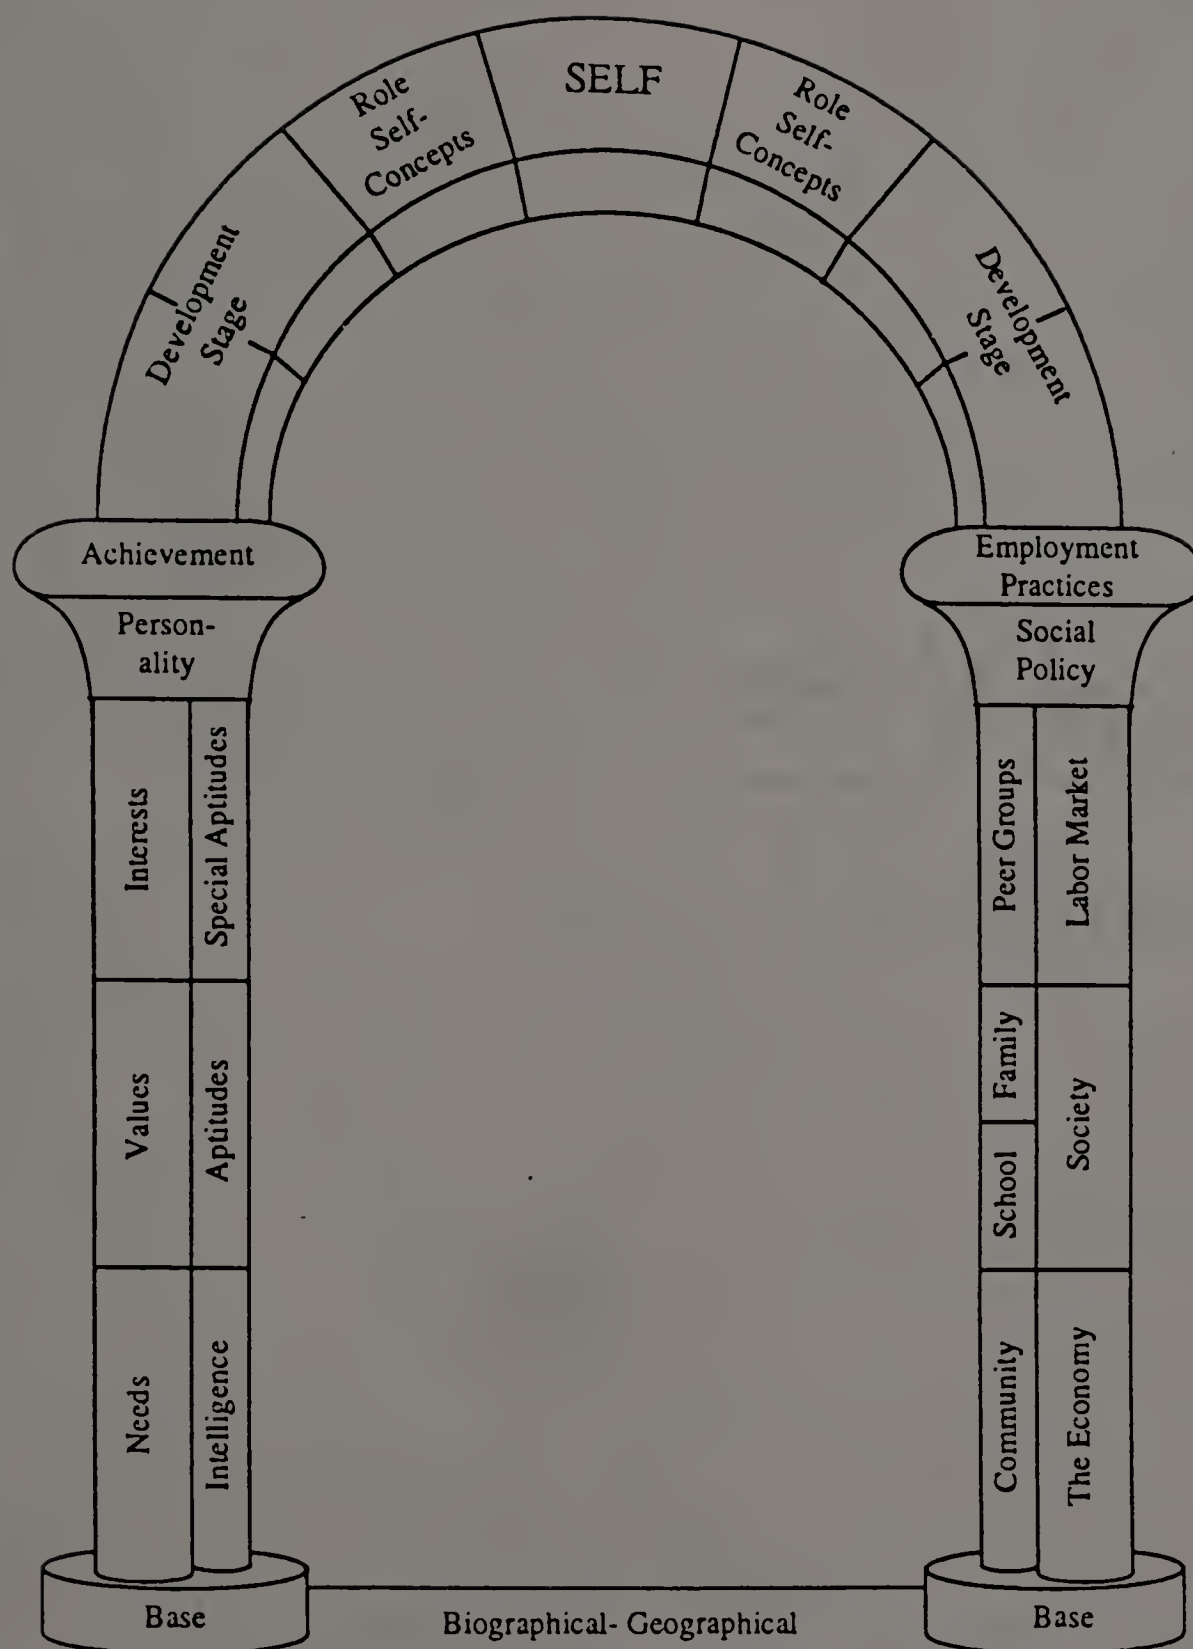 SELF
Role
Self-
Concepts
Role
Self-
Concepts
Development
Stage
Development
Stage
Achievement
Employment
Practices
Person-
ality
Social
Policy
Interests
Special Aptitudes
Peer Groups
Labor Market
Values
Aptitudes
Family
School
Society
Needs
Intelligence
Community
The Economy
Base
Biographical- Geographical
Base